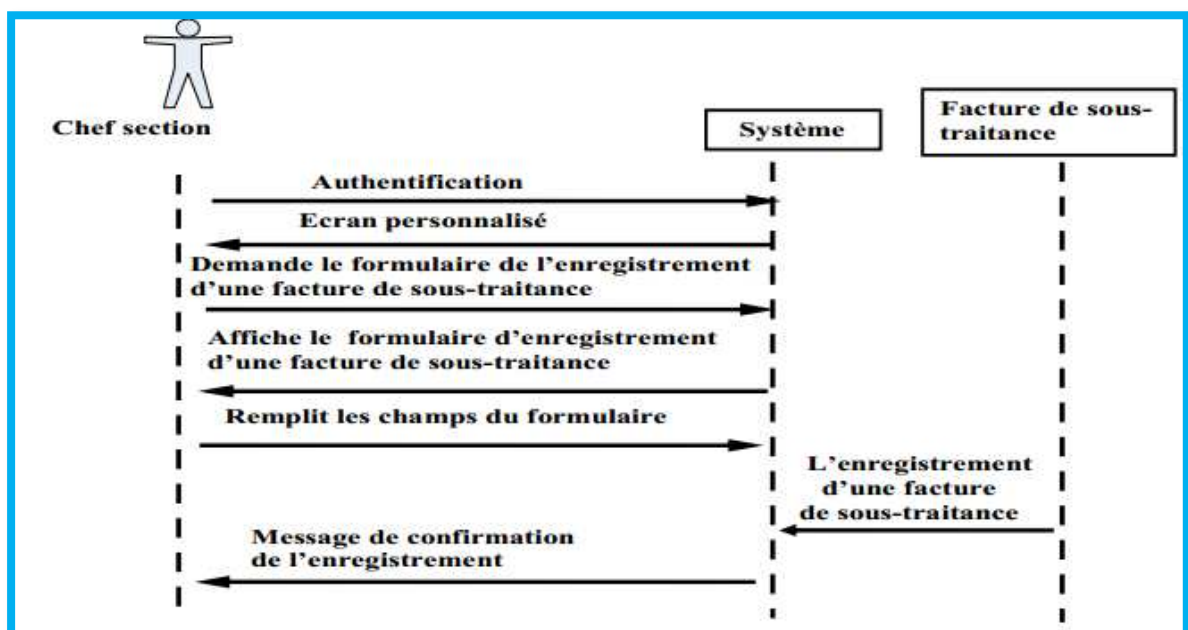 Chef section
Système
Facture de sous-
traitance
Authentification
Ecran personnalisé
Demande le formulaire de l'enregistrement
d'une facture de sous-traitance
Affiche le formulaire d'enregistrement
d'une facture de sous-traitance
Remplit les champs du formulaire
L'enregistrement
d'une facture
de sous-traitance
Message de confirmation
de l'enregistrement